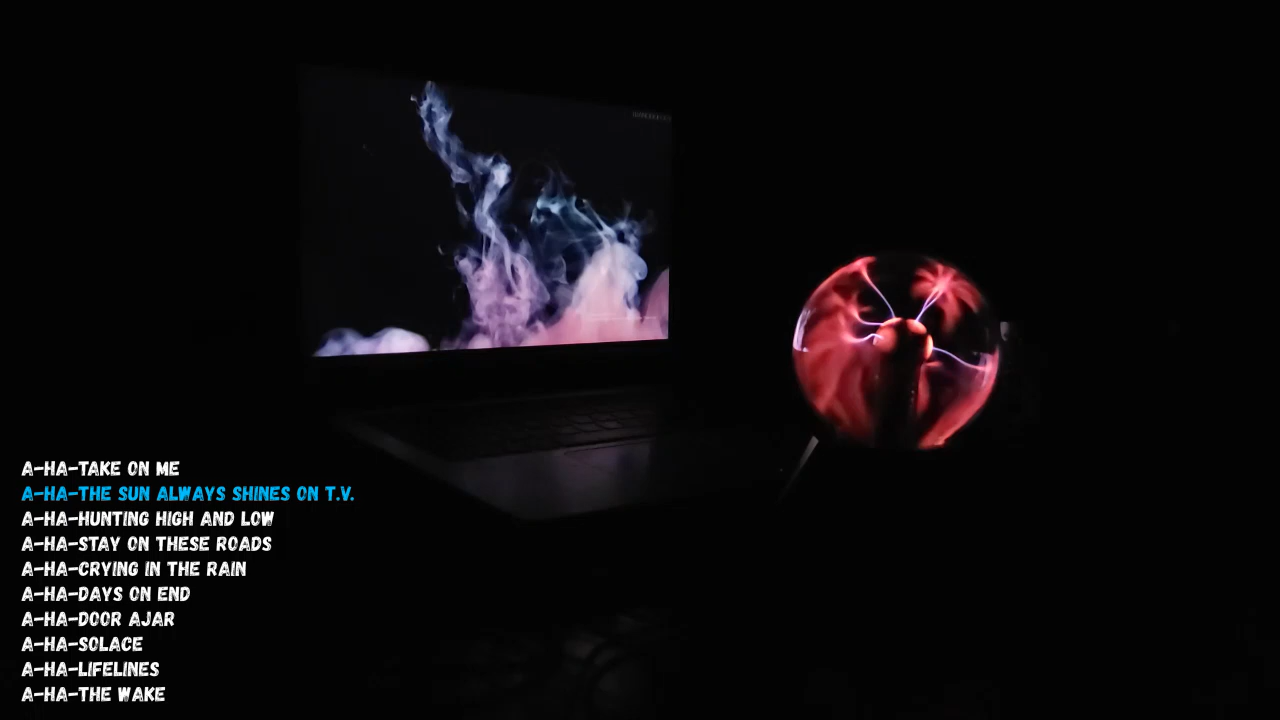 A-HA-TAKE ON ME
A-HA-THE SUN ALWAYS SHINES ON T.V.
A-HA-HUNTING HIGH AND LOW
A-HA-STAY ON THESE ROADS
A-HA-CRYING IN THE RAIN
A-HA-DAYS ON END
A-HA-DOOR AJAR
A-HA-SOLACE
A-HA-LIFELINES
A-HA-THE WAKE